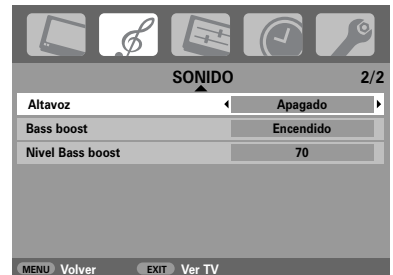 SONIDO 2/2
Altavoz Apagado
Bass boost Encendido
Nivel Bass boost 70
MENU Volver EXIT Ver TV